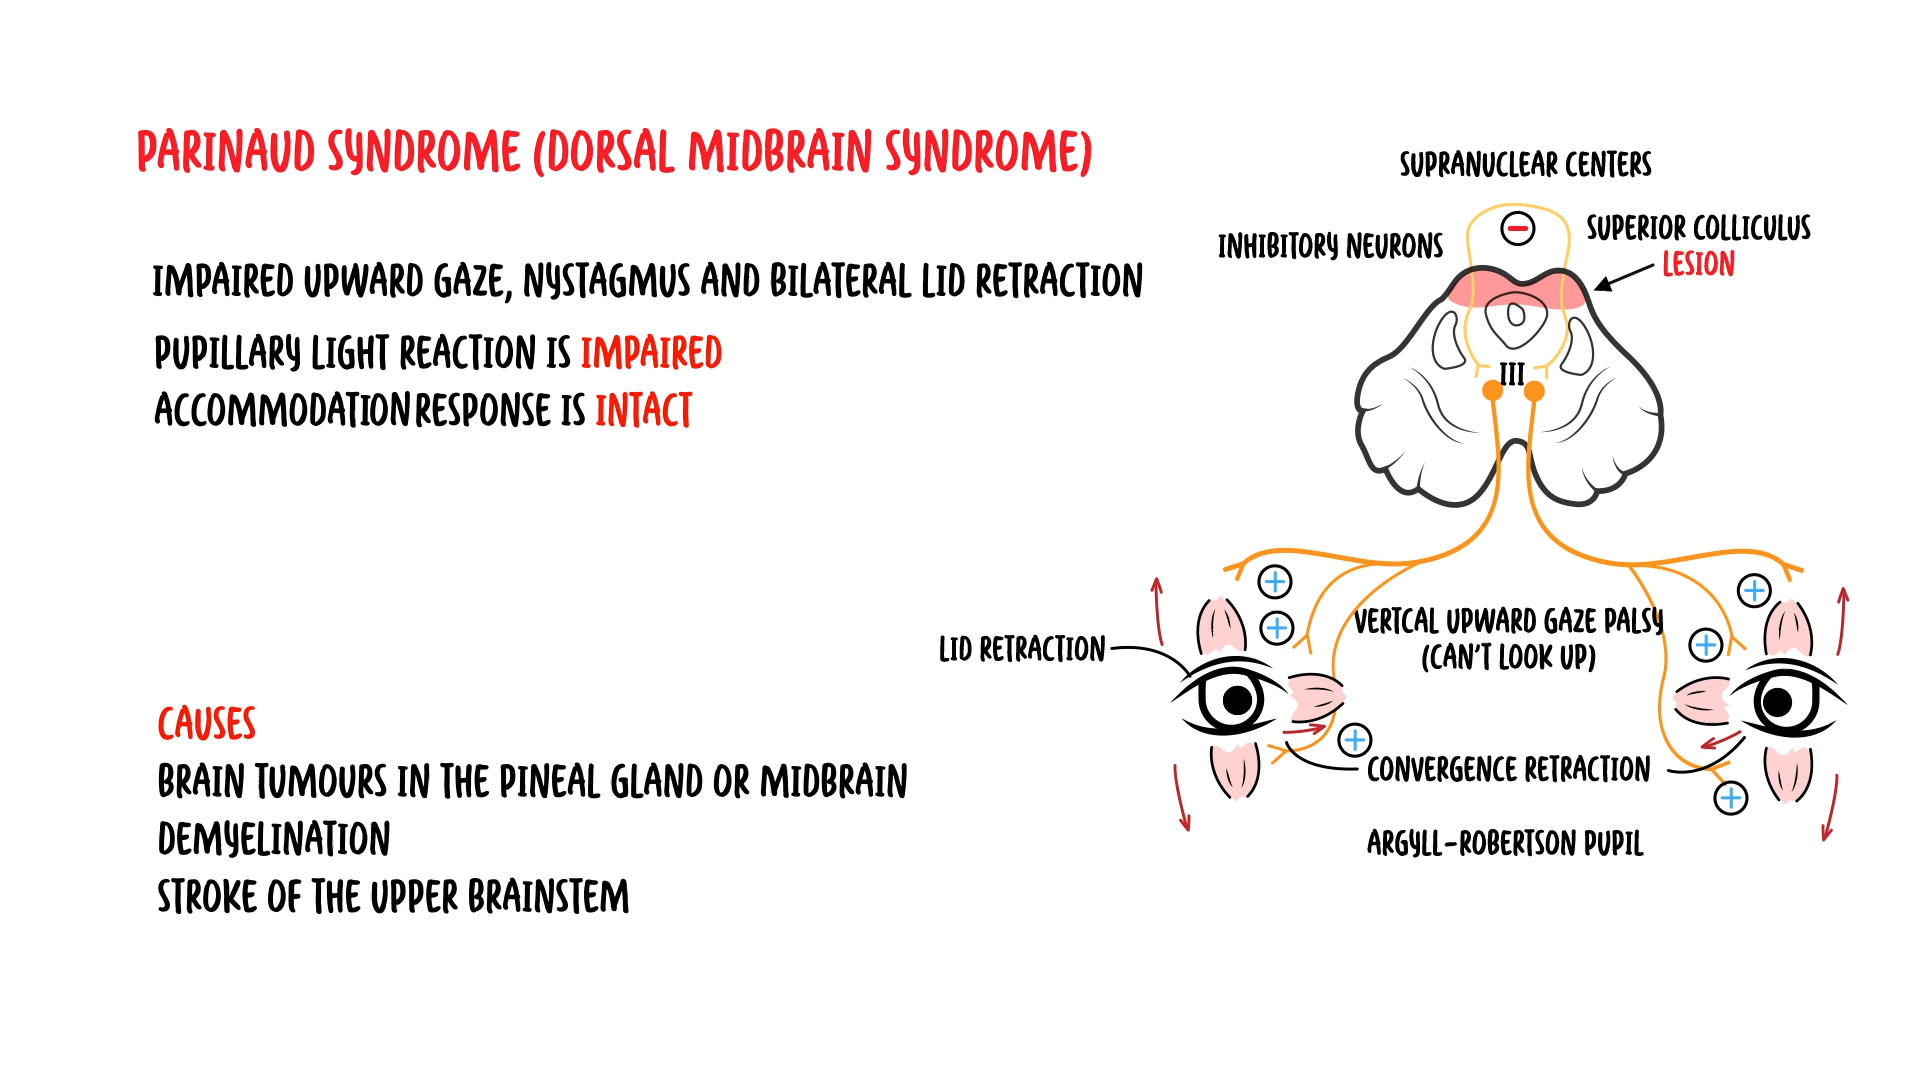 PARINAUD SYNDROME (DORSAL MIDBRAIN SYNDROME)
IMPAIRED UPWARD GAZE, NYSTAGMUS AND BILATERAL LID RETRACTION
PUPILLARY LIGHT REACTION IS IMPAIRED
ACCOMMODATION RESPONSE IS INTACT
CAUSES
BRAIN TUMOURS IN THE PINEAL GLAND OR MIDBRAIN
DEMYELINATION
STROKE OF THE UPPER BRAINSTEM
SUPRANUCLEAR CENTERS
INHIBITORY NEURONS
SUPERIOR COLLICULUS
LESION
III
LID RETRACTION
VERTCAL UPWARD GAZE PALSY
(CAN'T LOOK UP)
CONVERGENCE RETRACTION
ARGYLL-ROBERTSON PUPIL